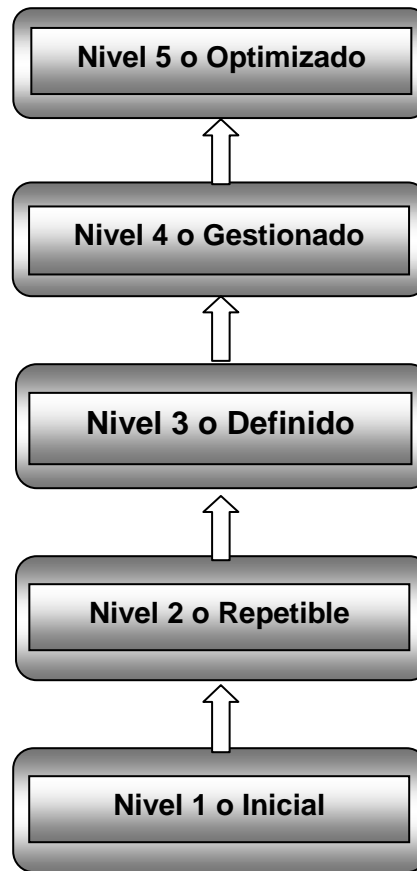 Nivel 5 o Optimizado
Nivel 4 o Gestionado
Nivel 3 o Definido
Nivel 2 o Repetible
Nivel 1 o Inicial